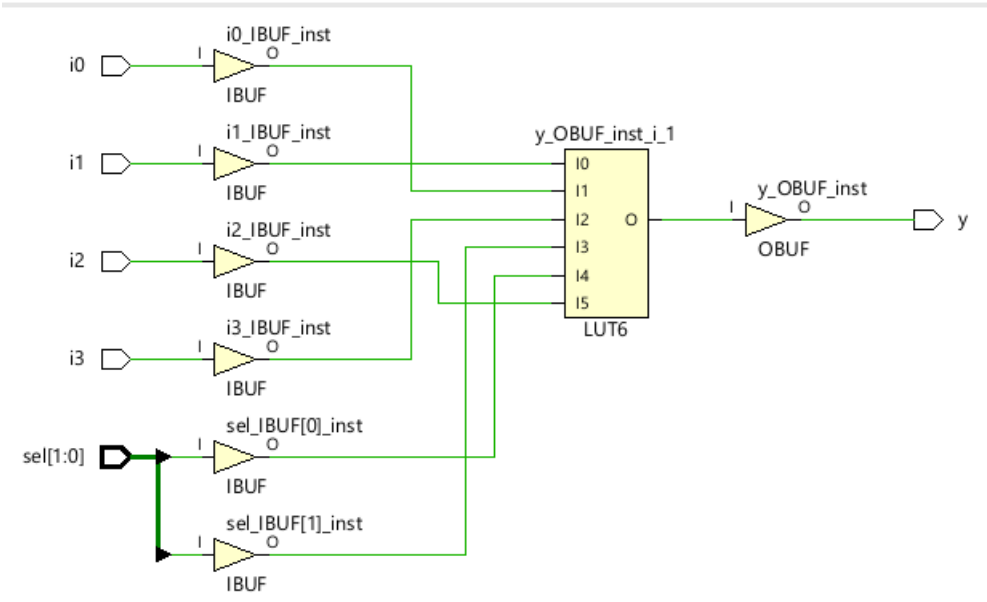 i0_IBUF_inst
i0
I
O
IBUF
i1_IBUF_inst
i1
I
O
IBUF
i2_IBUF_inst
i2
I
O
IBUF
i3_IBUF_inst
i3
I
O
IBUF
sel_IBUF[0]_inst
sel[1:0]
I
O
IBUF
sel_IBUF[1]_inst
I
O
IBUF
y_OBUF_inst_i_1
I0
I1
I2
I3
I4
I5
O
LUT6
y_OBUF_inst
I
O
OBUF
y